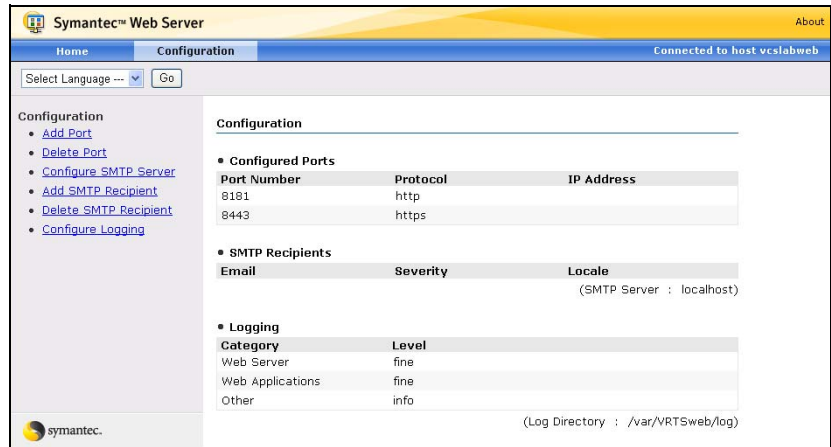 Symantec™ Web Server
About
Home Configuration Connected to host vcslabweb
Select Language --- Go
Configuration
Add Port
Delete Port
Configure SMTP Server
Add SMTP Recipient
Delete SMTP Recipient
Configure Logging
Configuration
Configured Ports
Port Number Protocol IP Address
8181 http
8443 https
SMTP Recipients
Email Severity Locale
(SMTP Server : localhost)
Logging
Category Level
Web Server fine
Web Applications fine
Other info
(Log Directory : /var/VRTSweb/log)
symantec.